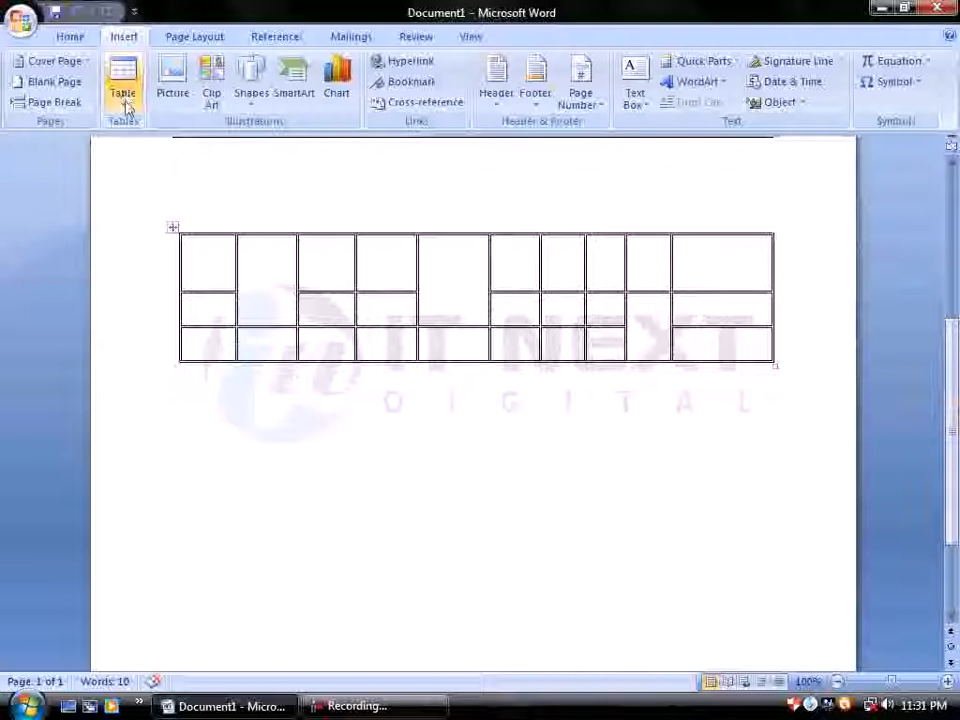 Document1 - Microsoft Word
Home Insert Page Layout References Mailings Review View
Cover Page
Blank Page
Page Break
Pages
Table
Tables
Picture
Clip Art
Shapes
SmartArt
Chart
Illustrations
Hyperlink
Bookmark
Cross-reference
Links
Header
Footer
Page Number
Header & Footer
Text Box
Quick Parts
WordArt
Drop Cap
Signature Line
Date & Time
Object
Text
Equation
Symbol
Symbols
IT NEXT
DIGITAL
Page: 1 of 1 Words: 10 100%
Document1 - Micro... Recording... 11:31 PM